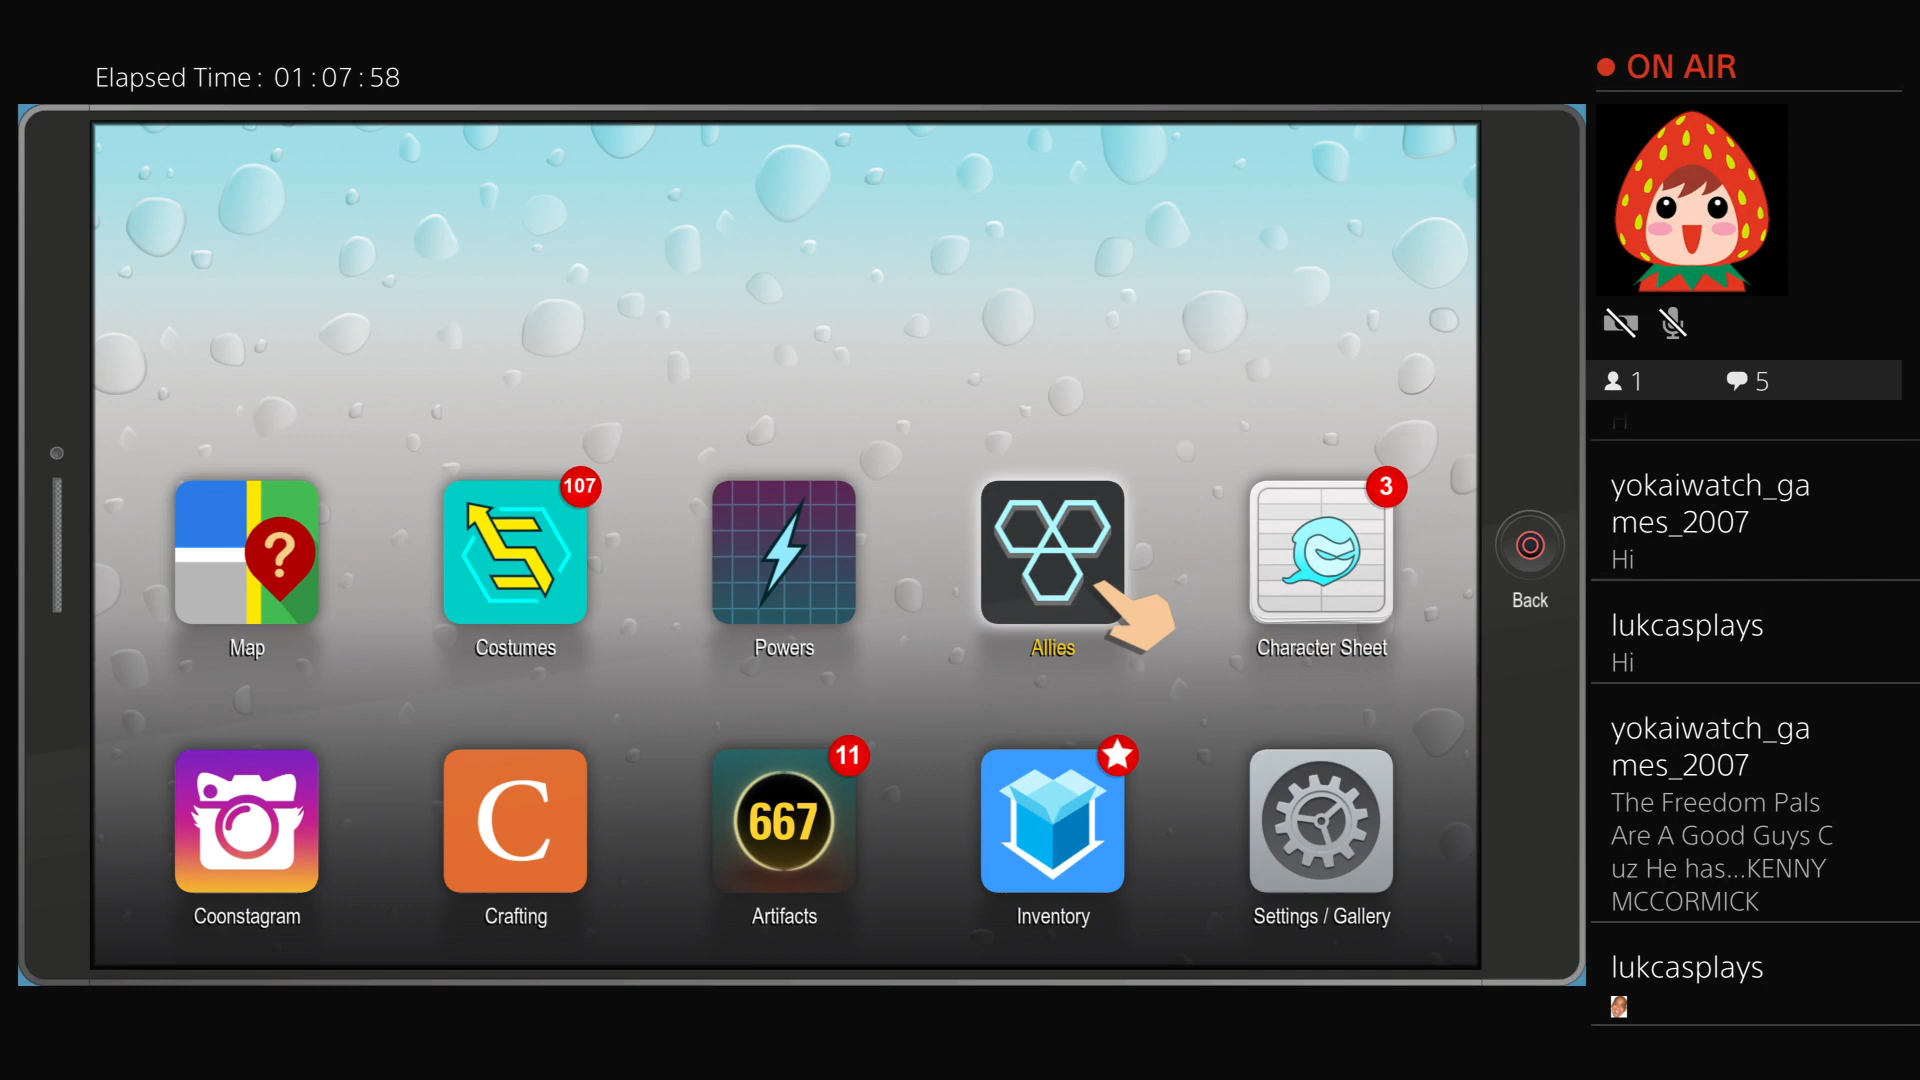 Elapsed Time: 01:07:58
ON AIR
1
5
yokaiwatch_ga
mes_2007
Hi
lukcasplays
Hi
yokaiwatch_ga
mes_2007
The Freedom Pals
Are A Good Guys C
uz He has...KENNY
MCCORMICK
lukcasplays
107
3
?
Map
Costumes
Powers
Allies
Character Sheet
Back
11
C
667
Coonstagram
Crafting
Artifacts
Inventory
Settings / Gallery